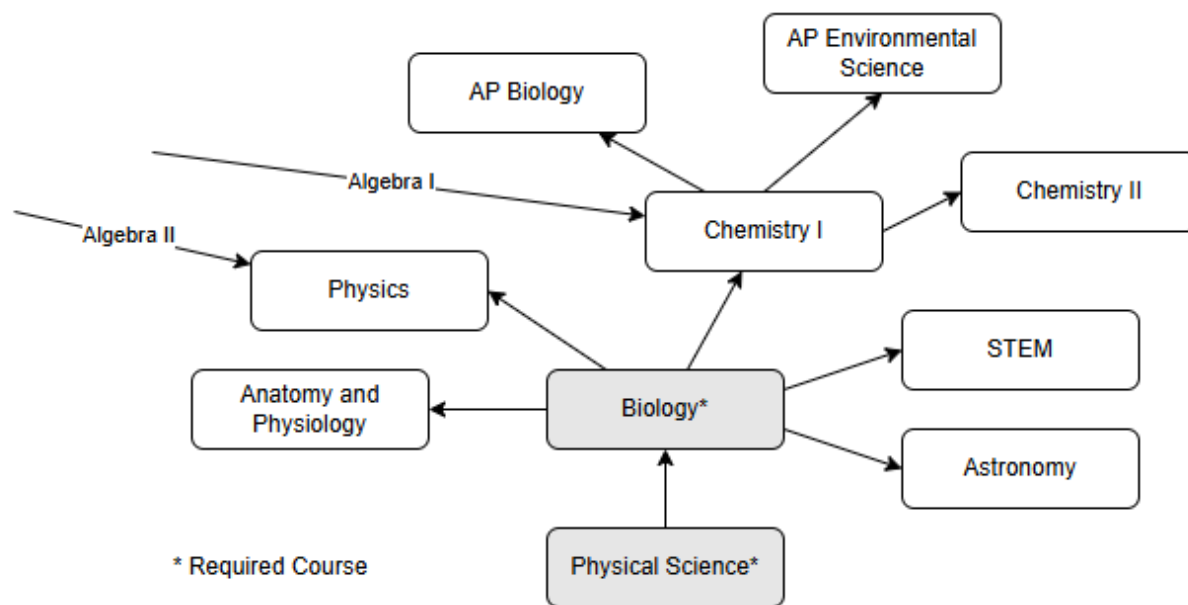 AP Environmental
Science
AP Biology
Algebra I
Chemistry II
Chemistry I
Algebra II
Physics
STEM
Anatomy and
Physiology
Biology*
Astronomy
* Required Course
Physical Science*